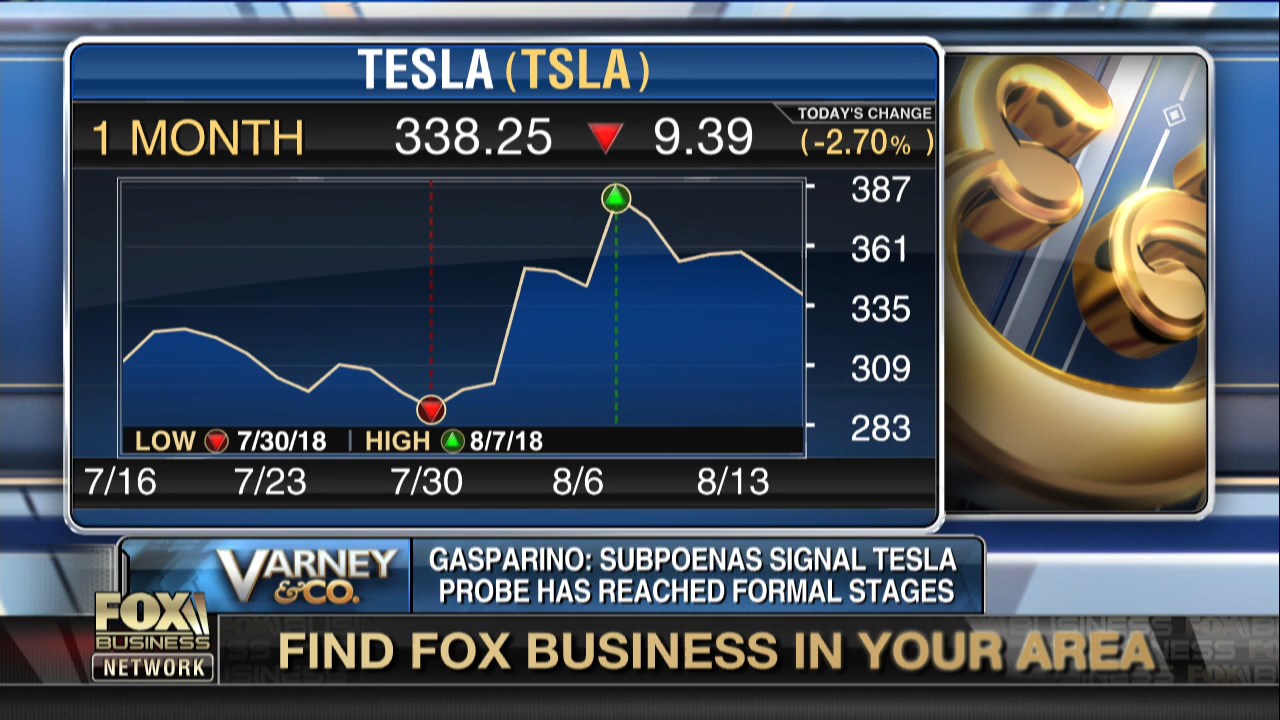 TESLA (TSLA)
1 MONTH 338.25 9.39
TODAY'S CHANGE
(-2.70%)
387
361
335
309
283
LOW 7/30/18 | HIGH 8/7/18
7/16 7/23 7/30 8/6 8/13
VARNEY
&CO.
GASPARINO: SUBPOENAS SIGNAL TESLA
PROBE HAS REACHED FORMAL STAGES
FOX
BUSINESS
NETWORK
FIND FOX BUSINESS IN YOUR AREA